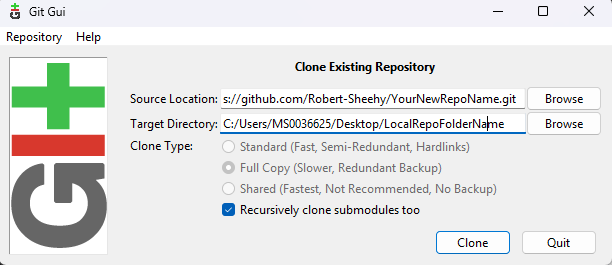 Git Gui
Repository Help
Clone Existing Repository
Source Location: s://github.com/Robert-Sheehy/YourNewRepoName.git Browse
Target Directory: C:/Users/MS0036625/Desktop/LocalRepoFolderName Browse
Clone Type: Standard (Fast, Semi-Redundant, Hardlinks)
Full Copy (Slower, Redundant Backup)
Shared (Fastest, Not Recommended, No Backup)
Recursively clone submodules too
Clone Quit
Git